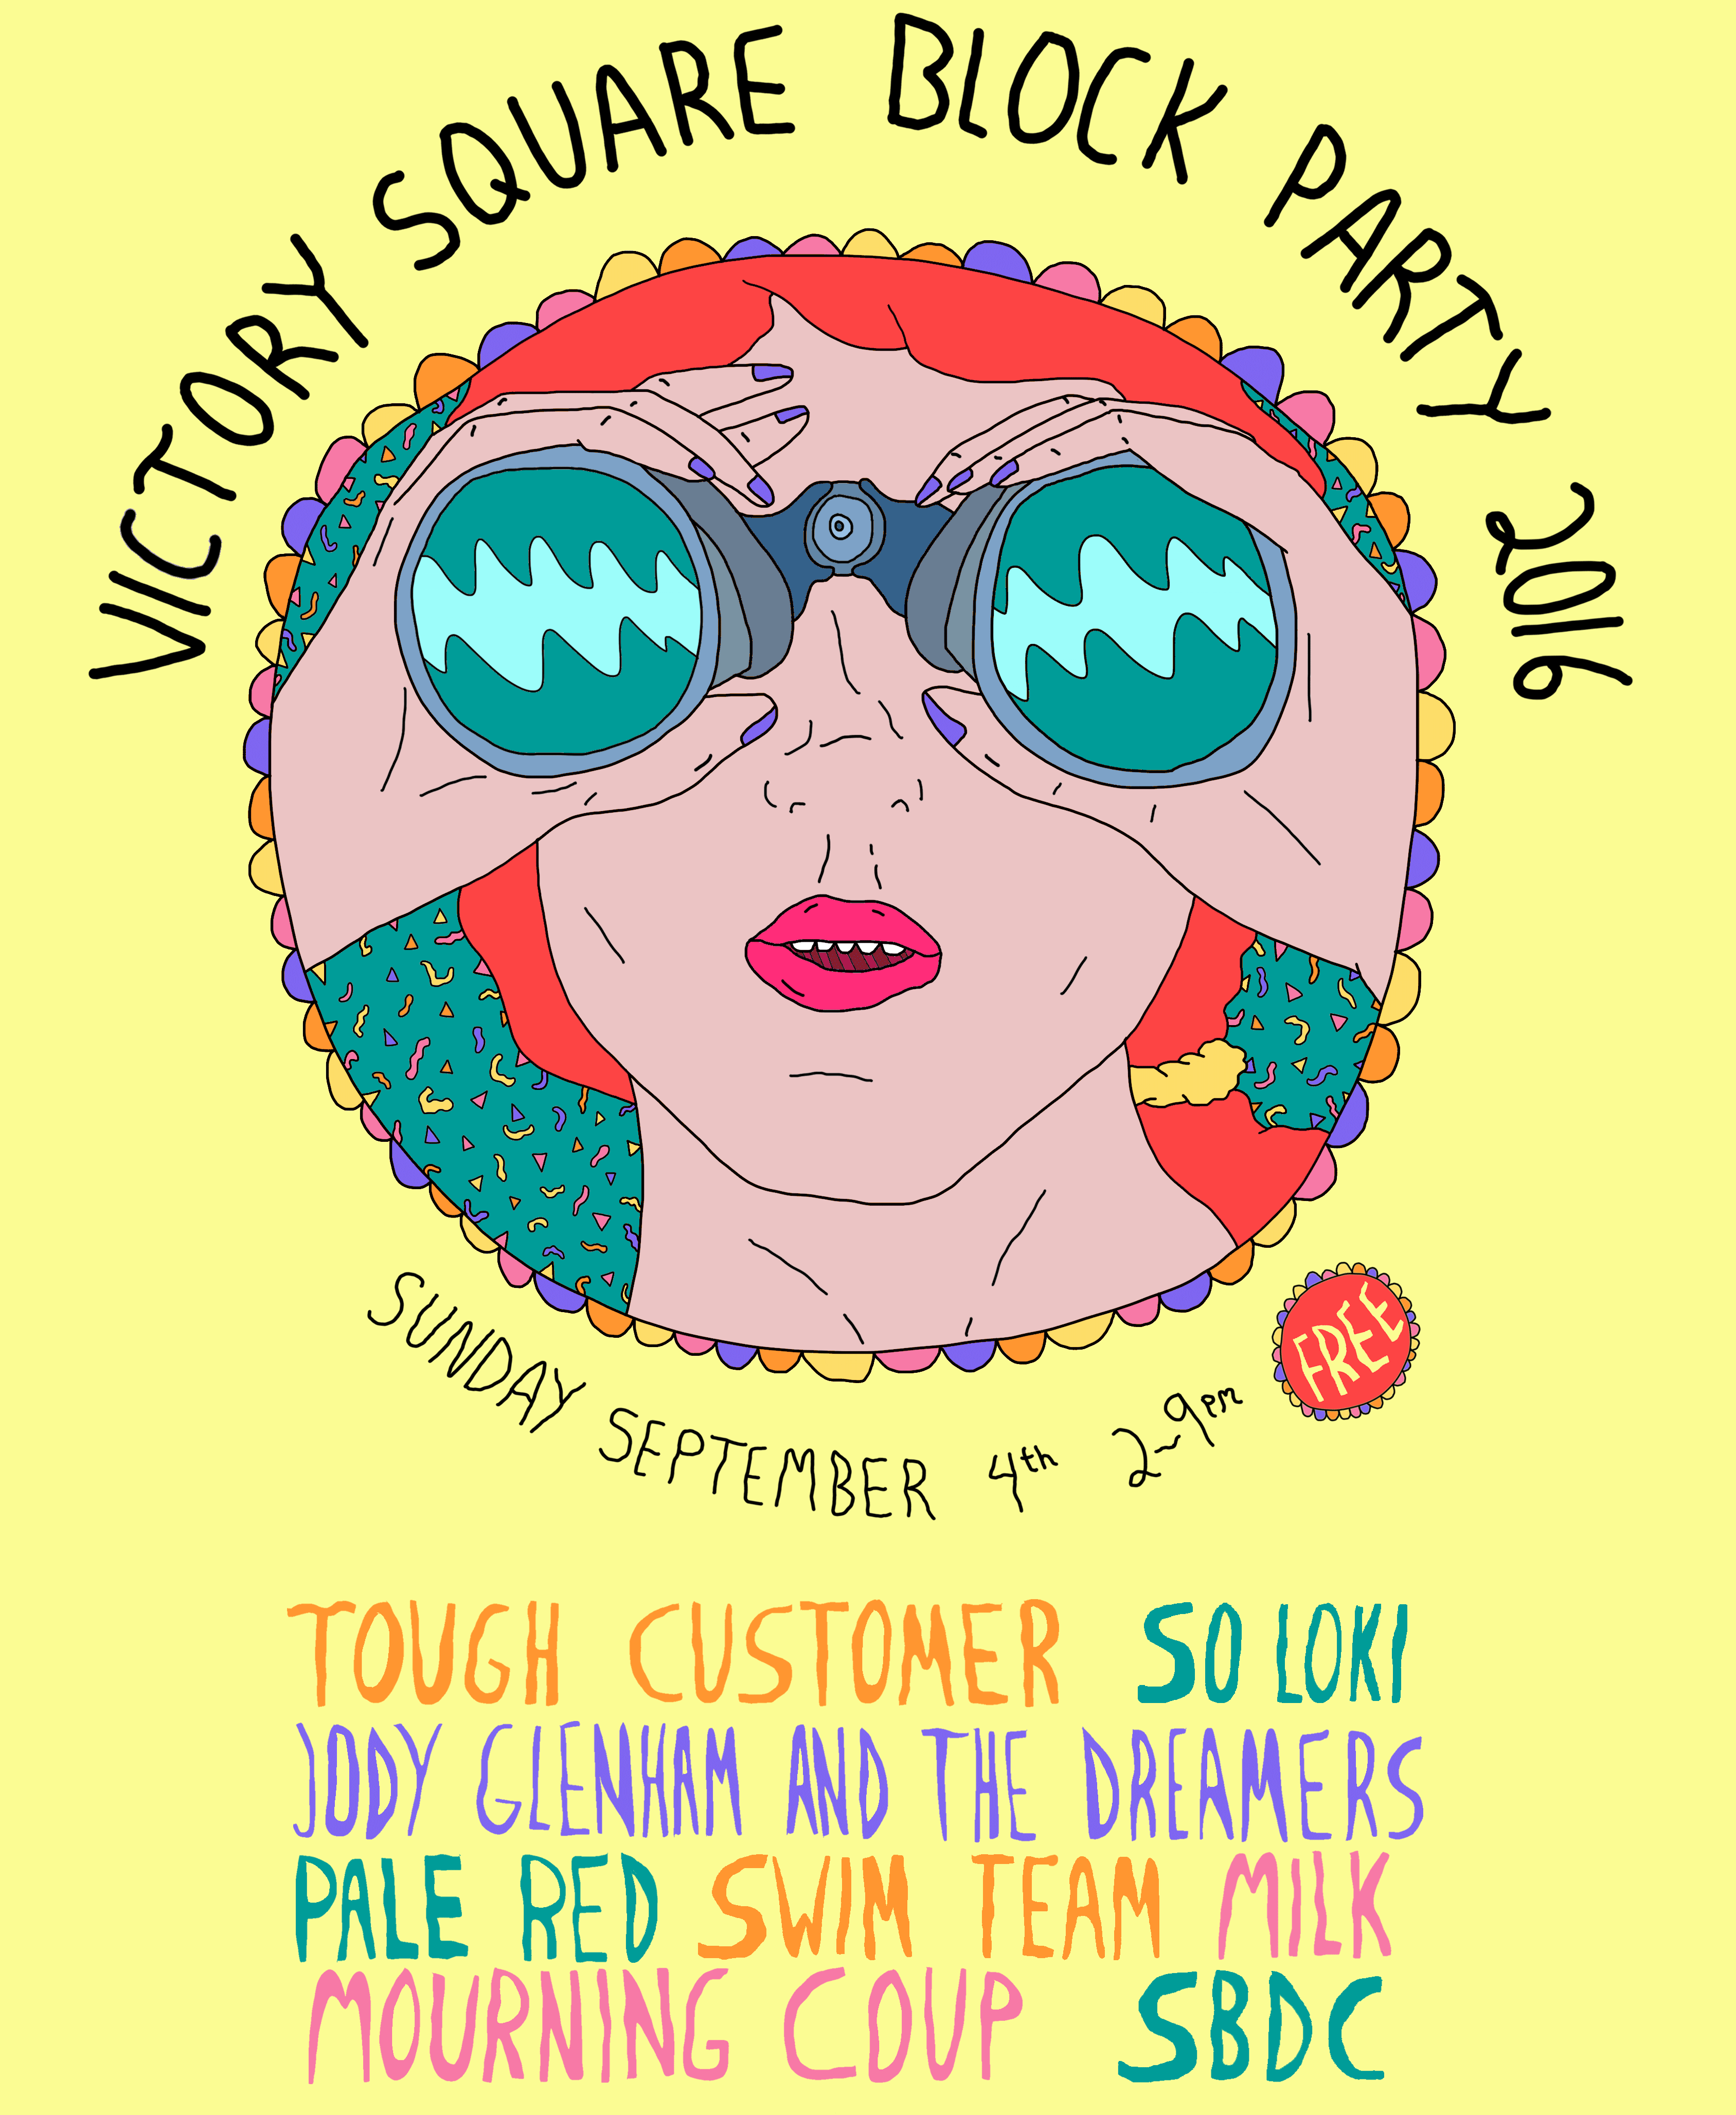 VICTORY SQUARE BLOCK PARTY 2016
FREE
SUNDAY SEPTEMBER 4th 2-9pm
TOUGH CUSTOMER SO LOKI
JODY GLENHAM AND THE DREAMERS
PALE RED SWIM TEAM MILK
MOURNING COUP SBDC